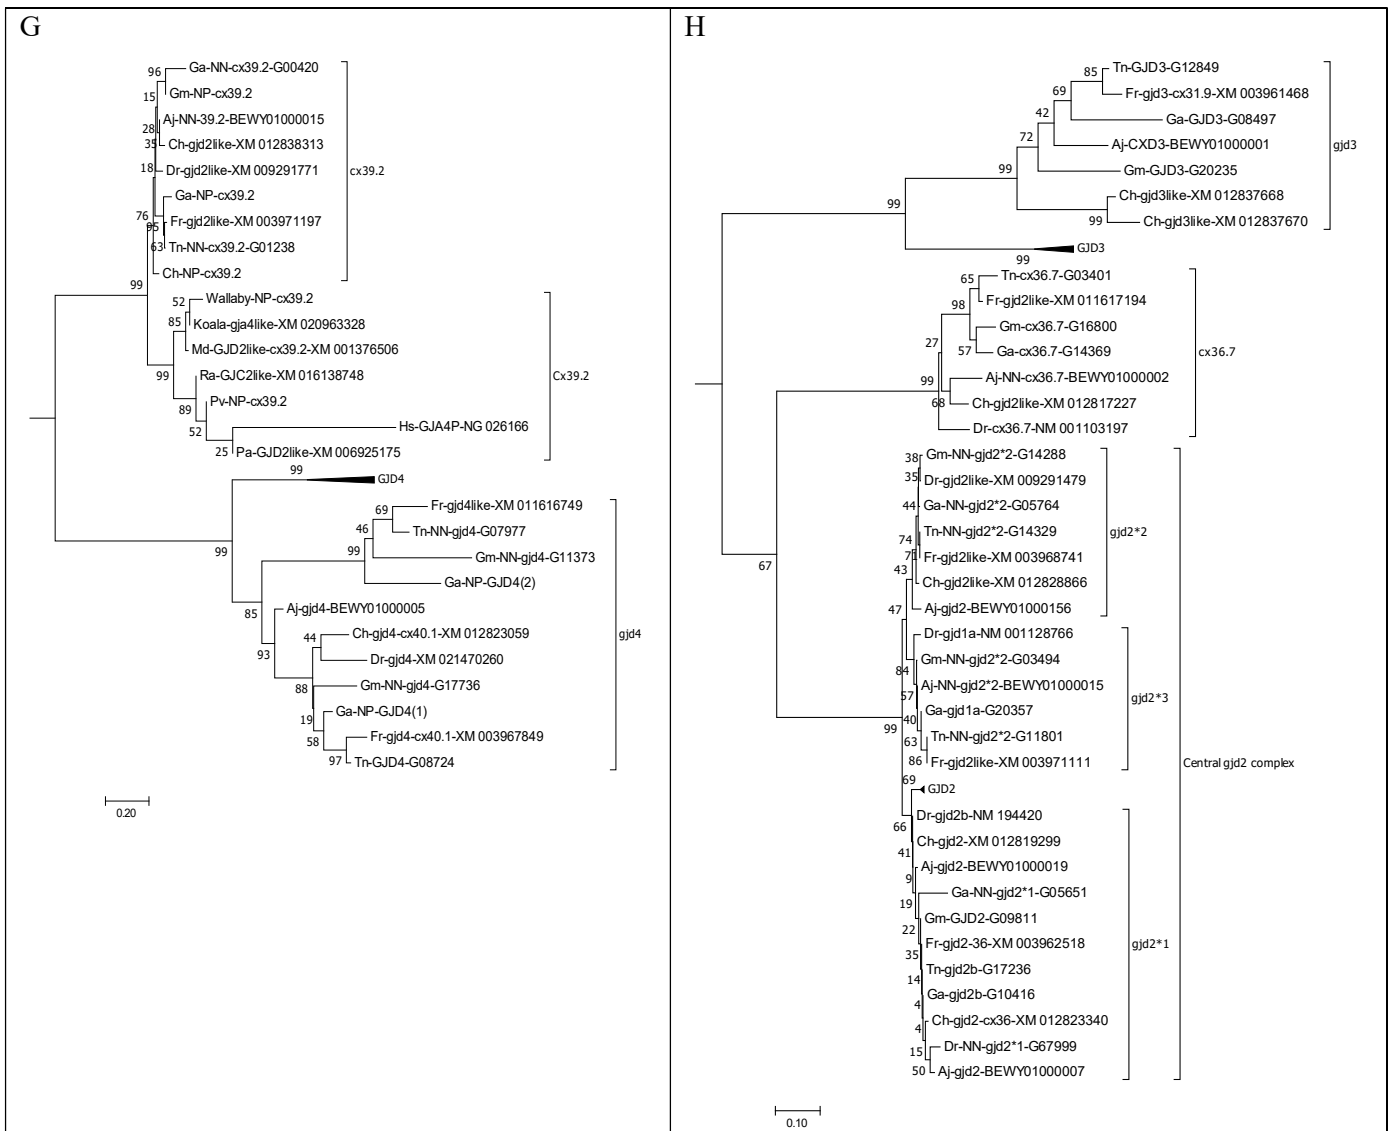 G
96
Ga-NN-cx39.2-G00420
Gm-NP-cx39.2
15
Aj-NN-39.2-BEWY01000015
28
Ch-gjd2like-XM 012838313
35
Dr-gjd2like-XM 009291771
18
cx39.2
Ga-NP-cx39.2
76
Fr-gjd2like-XM 003971197
95
Tn-NN-cx39.2-G01238
63
Ch-NP-cx39.2
99
Wallaby-NP-cx39.2
52
Koala-gja4like-XM 020963328
85
Md-GJD2like-cx39.2-XM 001376506
99
Ra-GJC2like-XM 016138748
Cx39.2
Pv-NP-cx39.2
89
Hs-GJA4P-NG 026166
52
Pa-GJD2like-XM 006925175
25
99
GJD4
Fr-gjd4like-XM 011616749
69
Tn-NN-gjd4-G07977
46
Gm-NN-gjd4-G11373
99
99
Ga-NP-GJD4(2)
Aj-gjd4-BEWY01000005
85
Ch-gjd4-cx40.1-XM 012823059
44
gjd4
Dr-gjd4-XM 021470260
93
Gm-NN-gjd4-G17736
88
Ga-NP-GJD4(1)
19
Fr-gjd4-cx40.1-XM 003967849
58
Tn-GJD4-G08724
97
0.20
H
Tn-GJD3-G12849
85
Fr-gjd3-cx31.9-XM 003961468
69
Ga-GJD3-G08497
42
Aj-CXD3-BEWY01000001
72
gjd3
Gm-GJD3-G20235
99
Ch-gjd3like-XM 012837668
99
Ch-gjd3like-XM 012837670
99
GJD3
99
Tn-cx36.7-G03401
65
Fr-gjd2like-XM 011617194
98
Gm-cx36.7-G16800
27
Ga-cx36.7-G14369
57
cx36.7
Aj-NN-cx36.7-BEWY01000002
99
Ch-gjd2like-XM 012817227
68
Dr-cx36.7-NM 001103197
Gm-NN-gjd2*2-G14288
38
Dr-gjd2like-XM 009291479
35
Ga-NN-gjd2*2-G05764
44
Tn-NN-gjd2*2-G14329
gjd2*2
74
Fr-gjd2like-XM 003968741
71
Ch-gjd2like-XM 012828866
43
Aj-gjd2-BEWY01000156
47
67
Dr-gjd1a-NM 001128766
Gm-NN-gjd2*2-G03494
84
Aj-NN-gjd2*2-BEWY01000015
57
gjd2*3
Ga-gjd1a-G20357
40
Tn-NN-gjd2*2-G11801
99
63
Fr-gjd2like-XM 003971111
86
Central gjd2 complex
69
GJD2
Dr-gjd2b-NM 194420
66
Ch-gjd2-XM 012819299
41
Aj-gjd2-BEWY01000019
9
Ga-NN-gjd2*1-G05651
19
Gm-GJD2-G09811
22
Fr-gjd2-36-XM 003962518
gjd2*1
35
Tn-gjd2b-G17236
14
Ga-gjd2b-G10416
4
Ch-gjd2-cx36-XM 012823340
4
Dr-NN-gjd2*1-G67999
15
Aj-gjd2-BEWY01000007
50
0.10